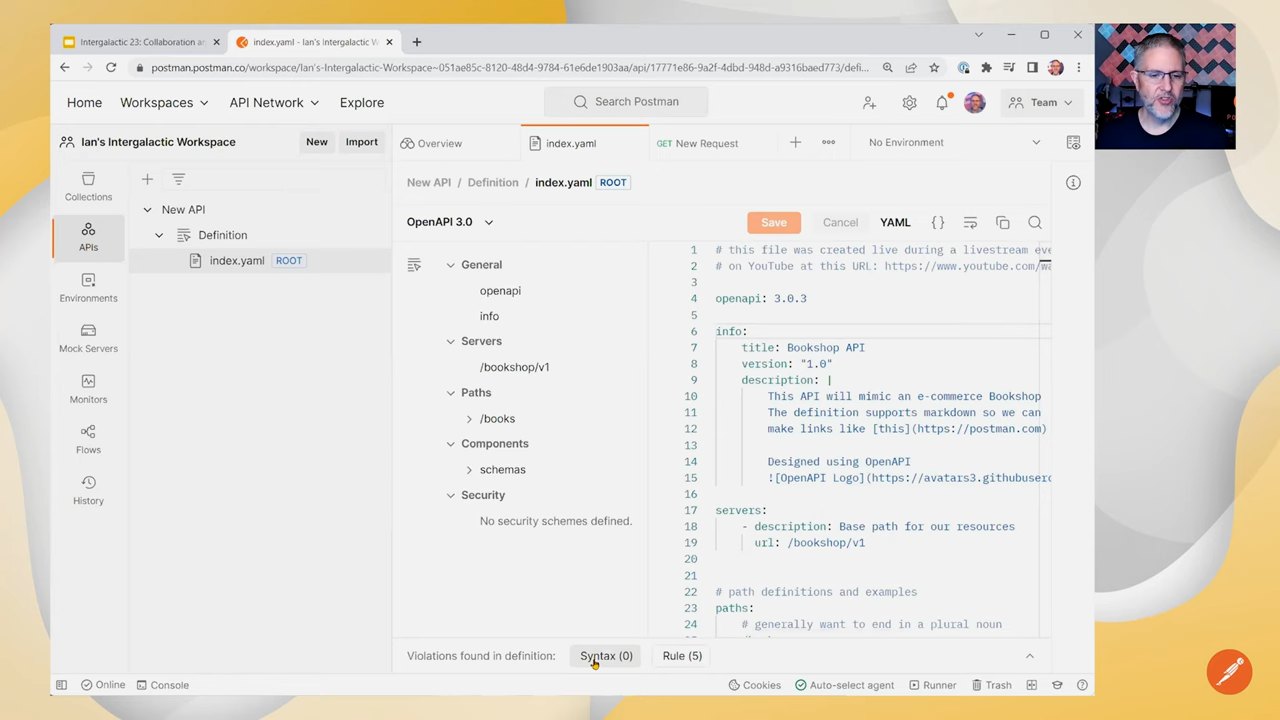 Intergalactic 23: Collaboration an
index.yaml - Ian's Intergalactic W
postman.postman.co/workspace/Ian's-Intergalactic-Workspace~051ae85c-8120-48d4-9784-61e6de1903aa/api/17771e86-9a2f-4dbd-948d-a9316baed773/defi...
Home
Workspaces
API Network
Explore
Search Postman
Team
Ian's Intergalactic Workspace
New
Import
Overview
index.yaml
GET New Request
No Environment
Collections
APIs
Environments
Mock Servers
Monitors
Flows
History
New API
Definition
index.yaml ROOT
New API / Definition / index.yaml ROOT
OpenAPI 3.0
Save
Cancel
YAML
General
openapi
info
Servers
/bookshop/v1
Paths
/books
Components
schemas
Security
No security schemes defined.
1 # this file was created live during a livestream eve
2 # on YouTube at this URL: https://www.youtube.com/wa
3
4 openapi: 3.0.3
5
6 info:
7 title: Bookshop API
8 version: "1.0"
9 description: |
10 This API will mimic an e-commerce Bookshop
11 The definition supports markdown so we can
12 make links like [this](https://postman.com)
13
14 Designed using OpenAPI
15 ![OpenAPI Logo](https://avatars3.githubuserc
16
17 servers:
18 - description: Base path for our resources
19 url: /bookshop/v1
20
21
22 # path definitions and examples
23 paths:
24 # generally want to end in a plural noun
Violations found in definition:
Syntax (0)
Rule (5)
Online
Console
Cookies
Auto-select agent
Runner
Trash